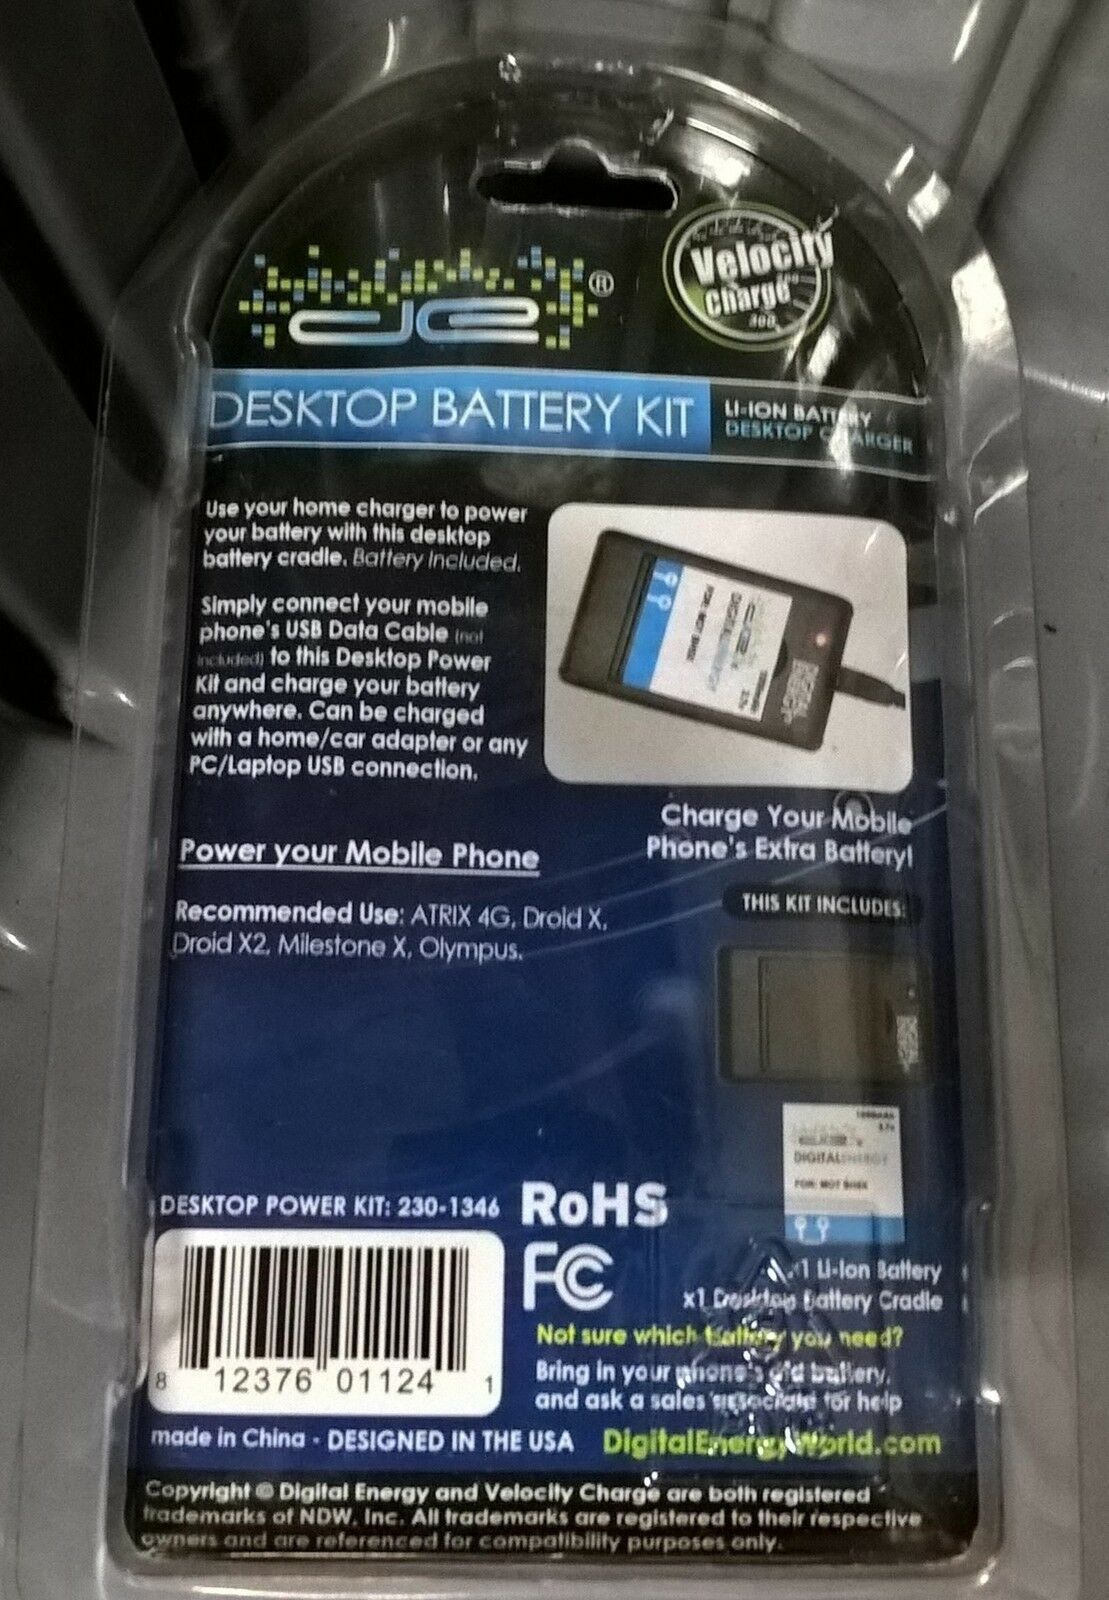 de®
Velocity
Charge
DESKTOP BATTERY KIT
LI-ION BATTERY
DESKTOP CHARGER
Use your home charger to power
your battery with this desktop
battery cradle. Battery Included.
Simply connect your mobile
phone's USB Data Cable (not
included) to this Desktop Power
Kit and charge your battery
anywhere. Can be charged
with a home/car adapter or any
PC/Laptop USB connection.
Charge Your Mobile
Phone's Extra Battery!
Power your Mobile Phone
THIS KIT INCLUDES:
Recommended Use: ATRIX 4G, Droid X,
Droid X2, Milestone X, Olympus.
DIGITAL ENERGY
FOR: MOT BH6X
DESKTOP POWER KIT: 230-1346
RoHS
FC
x1 Li-Ion Battery
x1 Desktop Battery Cradle
Not sure which battery you need?
Bring in your phone's old battery,
and ask a sales associate for help
8 12376 01124 1
made in China - DESIGNED IN THE USA
DigitalEnergyWorld.com
Copyright © Digital Energy and Velocity Charge are both registered
trademarks of NDW, Inc. All trademarks are registered to their respective
owners and are referenced for compatibility purposes only.